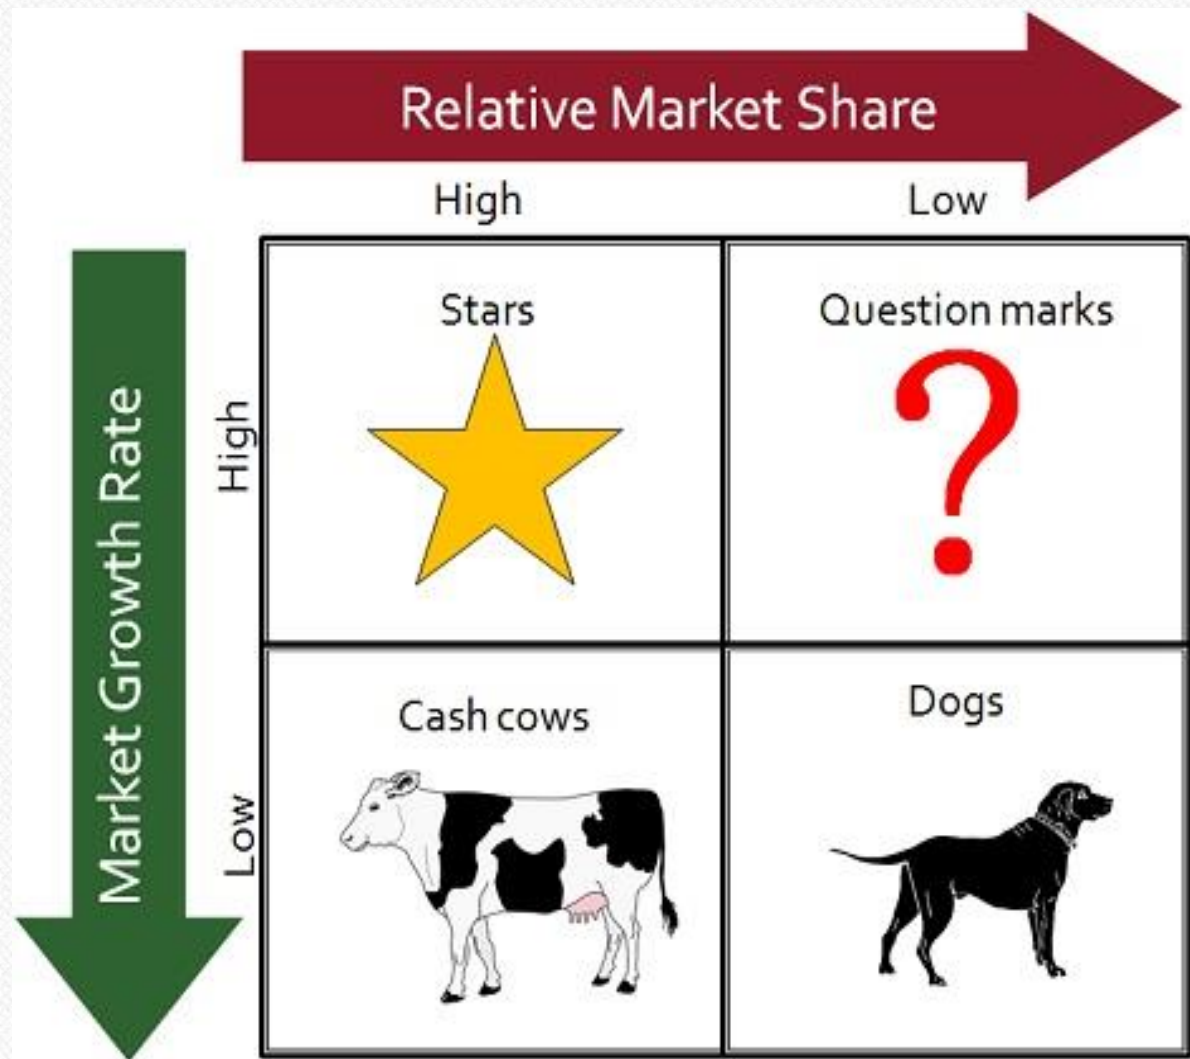 Relative Market Share
High
Low
Market Growth Rate
High
Stars
Question marks
?
Low
Cash cows
Dogs